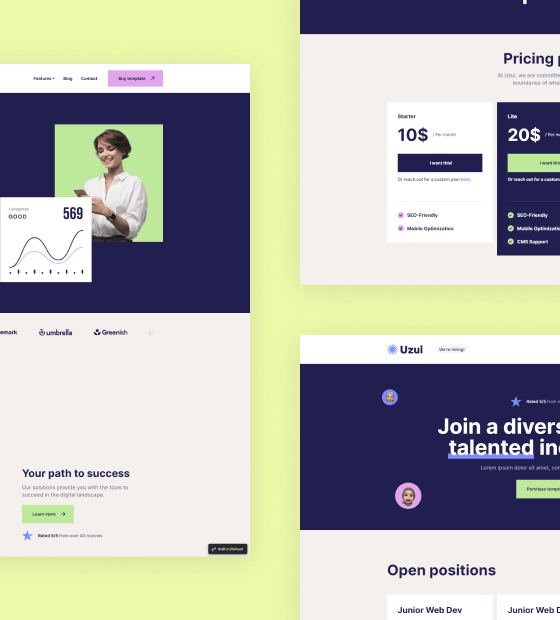 Features
Blog
Contact
Buy template
/ progress
GOOD
569
emark
umbrella
Greenish
Your path to success
Our solutions provide you with the tools to
succeed in the digital landscape.
Learn more
Rated 5/5 from over 40 reviews
Built in Webflow
Pricing
At Uzui, we are committe
boundaries of wha
Starter
10$ / Per month
I want this!
Or reach out for a custom plan here.
SEO-Friendly
Mobile Optimization
Lite
20$ / Per mo
I want this
Or reach out for a custom
SEO-Friendly
Mobile Optimizatio
CMS Support
Uzui
We're Hiring!
Rated 5/5 from o
Join a divers
talented in
Lorem ipsum dolor sit amet, con
Purchase templa
Open positions
Junior Web Dev
Junior Web D